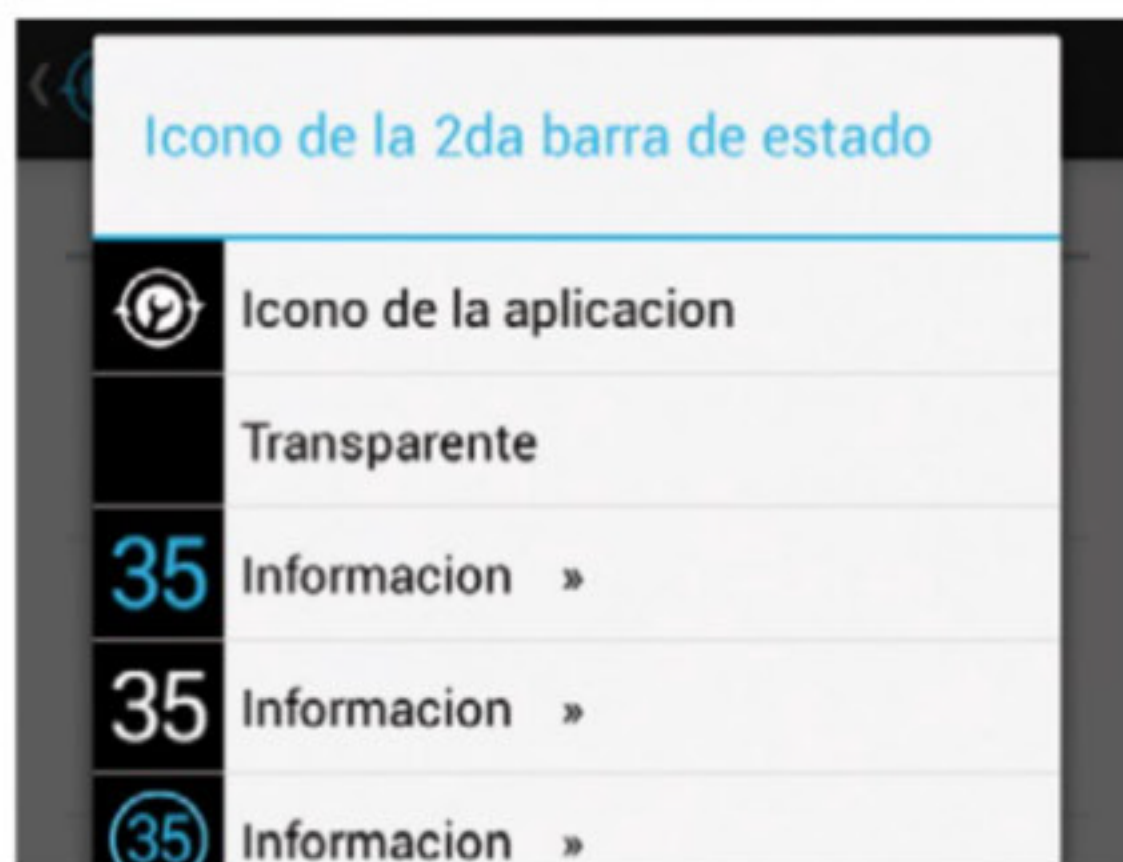 Icono de la 2da barra de estado
Icono de la aplicacion
Transparente
35 Informacion »
35 Informacion »
35 Informacion »